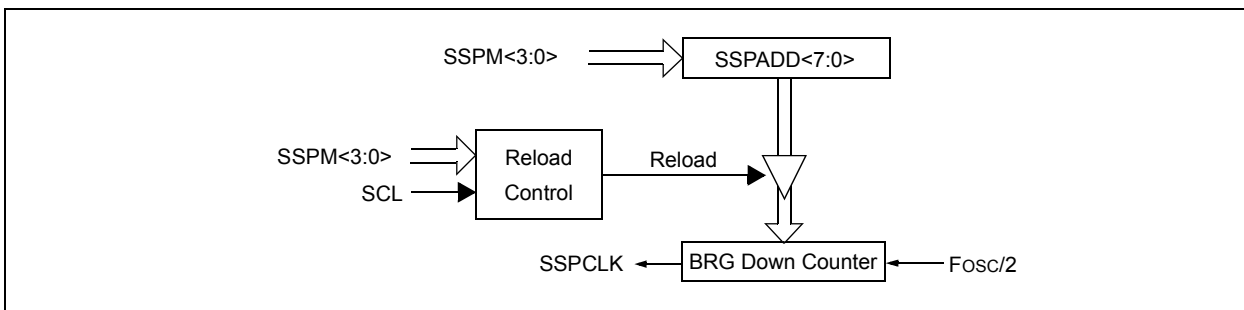 SSPM<3:0>
SSPADD<7:0>
SSPM<3:0>
SCL
Reload
Control
Reload
SSPCLK
BRG Down Counter
FOSC/2